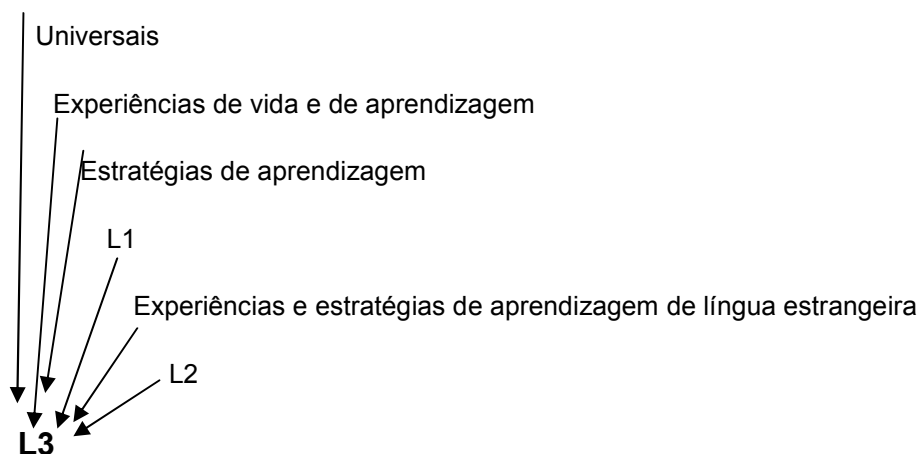 Universais
Experiências de vida e de aprendizagem
Estratégias de aprendizagem
L1
Experiências e estratégias de aprendizagem de língua estrangeira
L2
L3